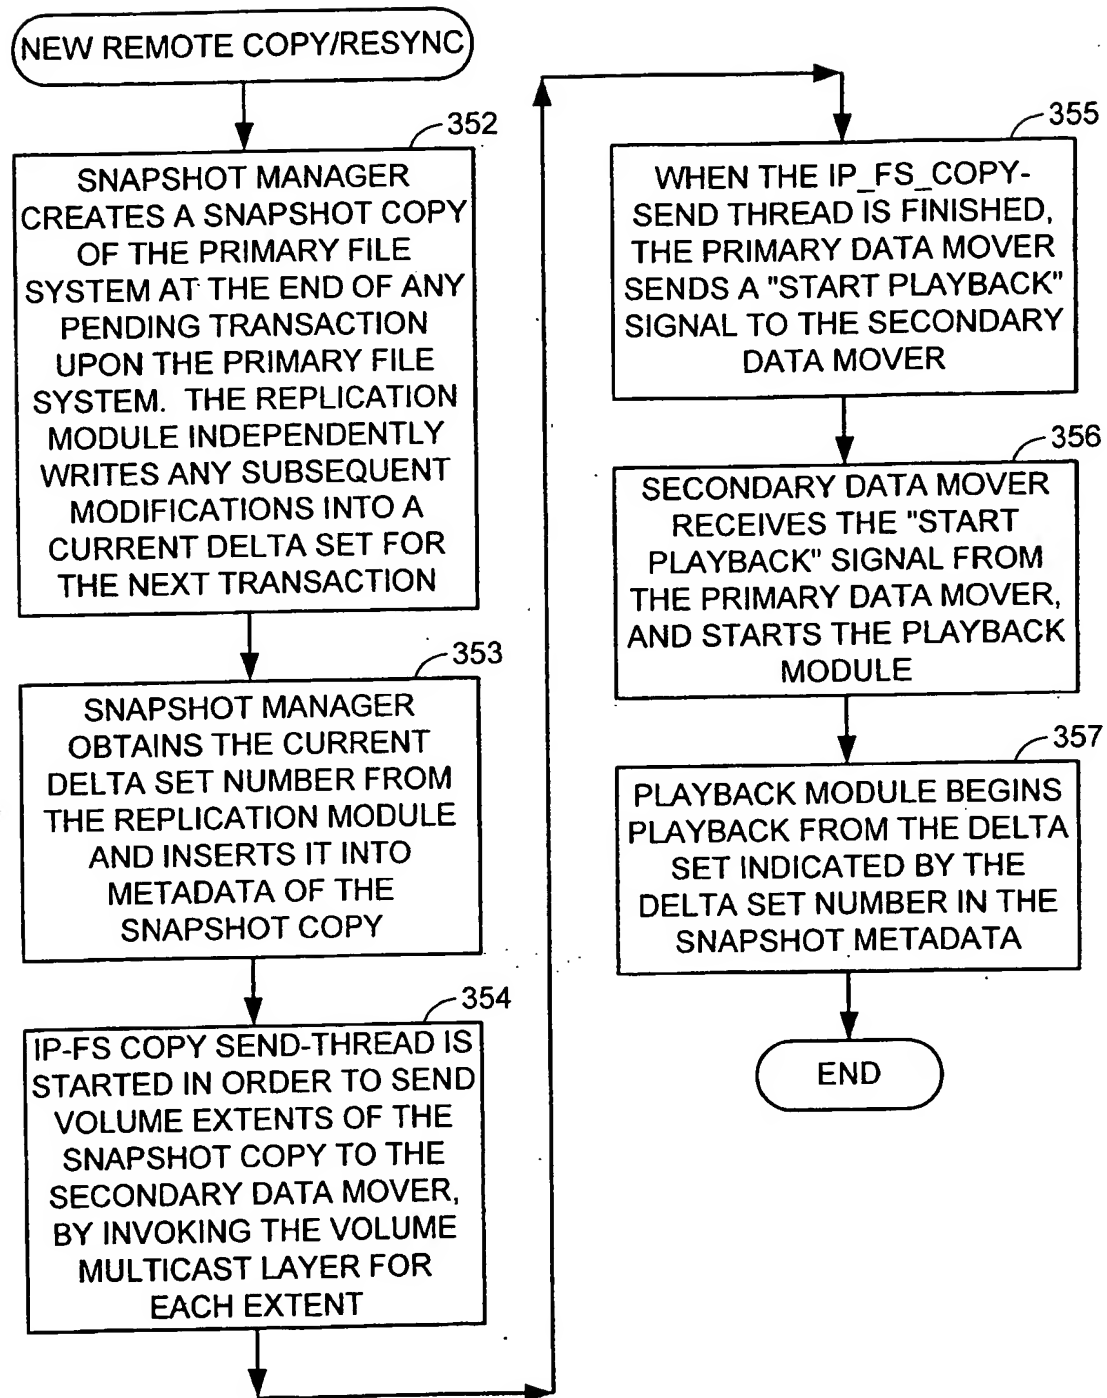 NEW REMOTE COPY/RESYNC
352
SNAPSHOT MANAGER
CREATES A SNAPSHOT COPY
OF THE PRIMARY FILE
SYSTEM AT THE END OF ANY
PENDING TRANSACTION
UPON THE PRIMARY FILE
SYSTEM. THE REPLICATION
MODULE INDEPENDENTLY
WRITES ANY SUBSEQUENT
MODIFICATIONS INTO A
CURRENT DELTA SET FOR
THE NEXT TRANSACTION
353
SNAPSHOT MANAGER
OBTAINS THE CURRENT
DELTA SET NUMBER FROM
THE REPLICATION MODULE
AND INSERTS IT INTO
METADATA OF THE
SNAPSHOT COPY
354
IP-FS COPY SEND-THREAD IS
STARTED IN ORDER TO SEND
VOLUME EXTENTS OF THE
SNAPSHOT COPY TO THE
SECONDARY DATA MOVER,
BY INVOKING THE VOLUME
MULTICAST LAYER FOR
EACH EXTENT
355
WHEN THE IP_FS_COPY-
SEND THREAD IS FINISHED,
THE PRIMARY DATA MOVER
SENDS A "START PLAYBACK"
SIGNAL TO THE SECONDARY
DATA MOVER
356
SECONDARY DATA MOVER
RECEIVES THE "START
PLAYBACK" SIGNAL FROM
THE PRIMARY DATA MOVER,
AND STARTS THE PLAYBACK
MODULE
357
PLAYBACK MODULE BEGINS
PLAYBACK FROM THE DELTA
SET INDICATED BY THE
DELTA SET NUMBER IN THE
SNAPSHOT METADATA
END